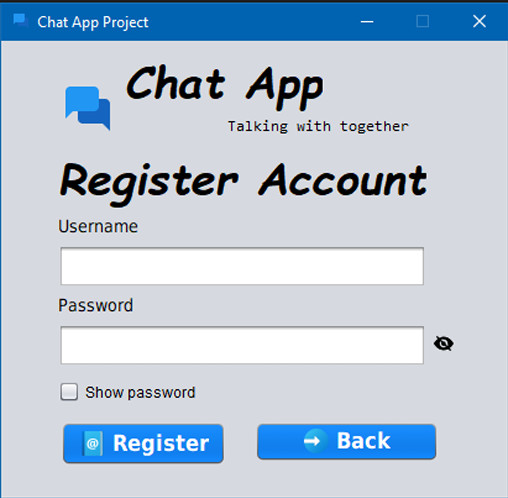 Chat App Project
Chat App
Talking with together
Register Account
Username
Password
Show password
@ Register
Back